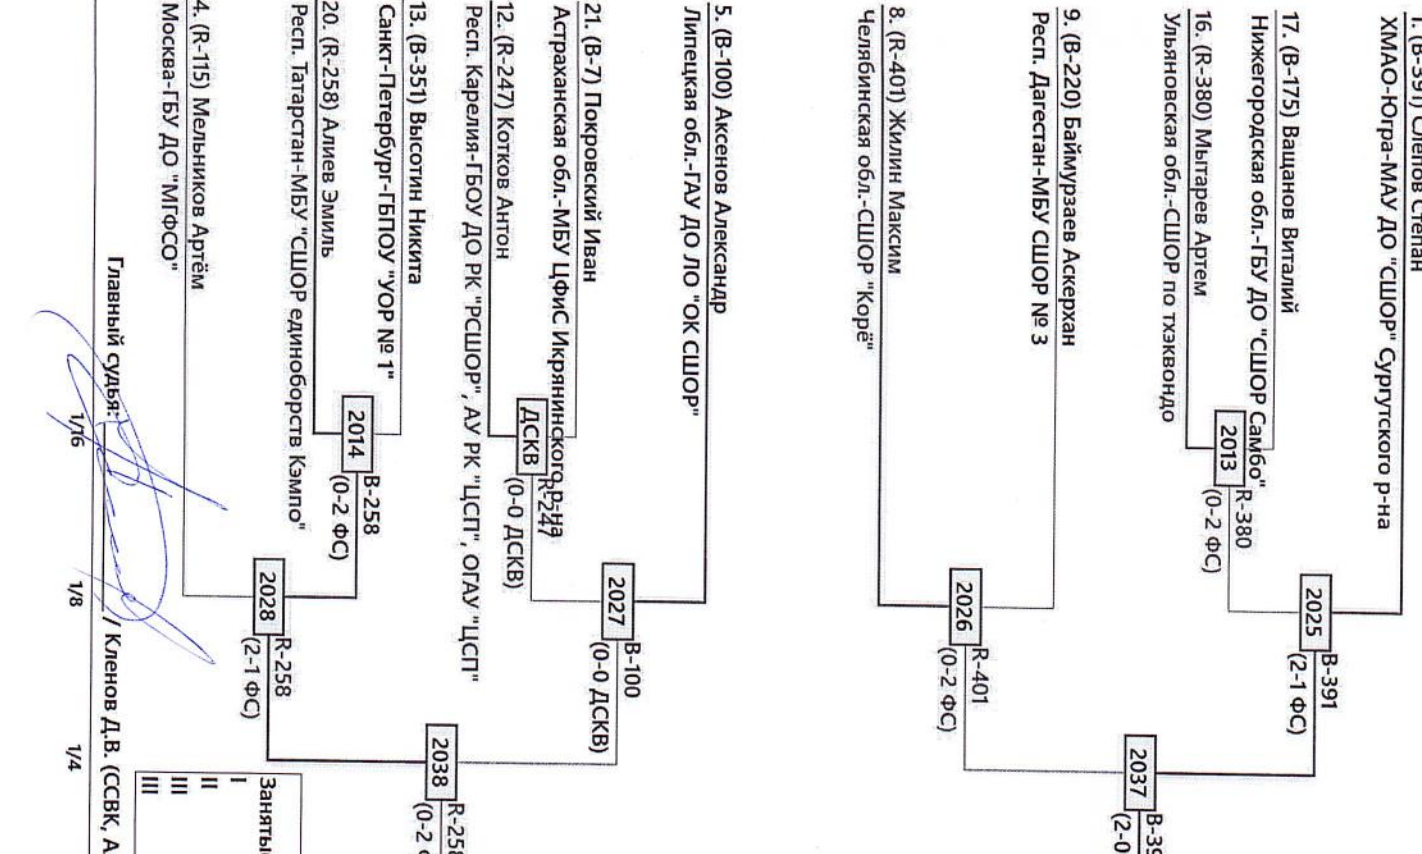 ХМАО-Югра-МАУ ДО "СШОР" Сургутского р-на
17. (B-175) Ващанов Виталий
Нижегородская обл.-ГБУ ДО "СШОР Самбо"
16. (R-380) Мытарев Артем
Ульяновская обл.-СШОР по тхэквондо
2013
R-380
(0-2 ФС)
2025
B-391
(2-1 ФС)
9. (B-220) Баймурзаев Аскерхан
Респ. Дагестан-МБУ СШОР № 3
8. (R-401) Жилин Максим
Челябинская обл.-СШОР "Корё"
2026
R-401
(0-2 ФС)
2037
B-39
(2-0
5. (B-100) Аксенов Александр
Липецкая обл.-ГАУ ДО ЛО "ОК СШОР"
21. (B-7) Покровский Иван
Астраханская обл.-МБУ ЦФиС Икрянинского р-на
12. (R-247) Котков Антон
Респ. Карелия-ГБОУ ДО РК "РСШОР", АУ РК "ЦСП", ОГАУ "ЦСП"
ДСКВ
R-247
(0-0 ДСКВ)
2027
B-100
(0-0 ДСКВ)
13. (B-351) Высотин Никита
Санкт-Петербург-ГБПОУ "УОР № 1"
20. (R-258) Алиев Эмиль
Респ. Татарстан-МБУ "СШОР единоборств Кэмпо"
2014
B-258
(0-2 ФС)
4. (R-115) Мельников Артём
Москва-ГБУ ДО "МГФСО"
2028
R-258
(2-1 ФС)
2038
R-258
(0-2
Заняты
I
II
III
III
Главный судья: / Кленов Д.В. (ССВК, А
1/16 1/8 1/4